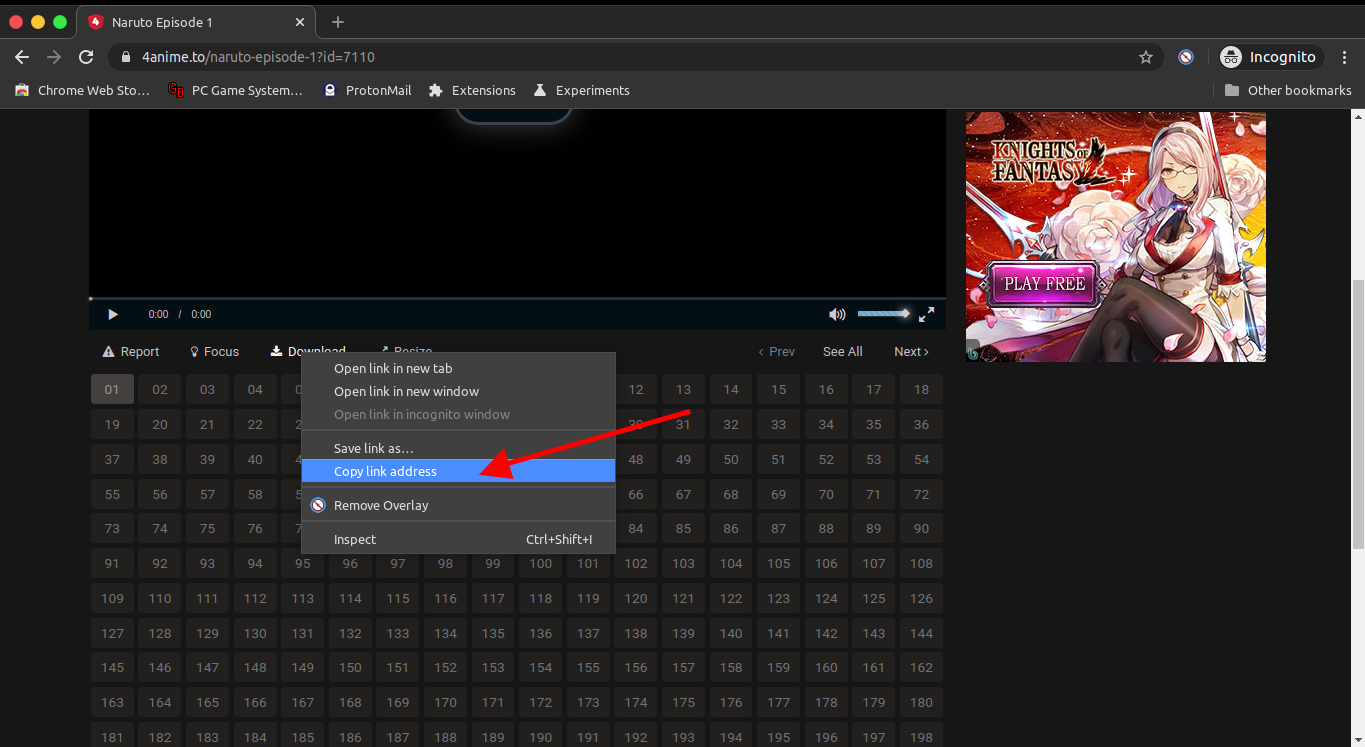 4 Naruto Episode 1
4anime.to/naruto-episode-1?id=7110
Incognito
Chrome Web Sto…
GD PC Game System…
ProtonMail
Extensions
Experiments
Other bookmarks
KNIGHTS OF
FANTASY
PLAY FREE
0:00 / 0:00
Report Focus Download Resize
Prev See All Next
Open link in new tab
Open link in new window
Open link in incognito window
Save link as…
Copy link address
Remove Overlay
Inspect Ctrl+Shift+I
01 02 03 04 12 13 14 15 16 17 18
19 20 21 22 30 31 32 33 34 35 36
37 38 39 40 48 49 50 51 52 53 54
55 56 57 58 66 67 68 69 70 71 72
73 74 75 76 84 85 86 87 88 89 90
91 92 93 94 95 96 97 98 99 100 101 102 103 104 105 106 107 108
109 110 111 112 113 114 115 116 117 118 119 120 121 122 123 124 125 126
127 128 129 130 131 132 133 134 135 136 137 138 139 140 141 142 143 144
145 146 147 148 149 150 151 152 153 154 155 156 157 158 159 160 161 162
163 164 165 166 167 168 169 170 171 172 173 174 175 176 177 178 179 180
181 182 183 184 185 186 187 188 189 190 191 192 193 194 195 196 197 198